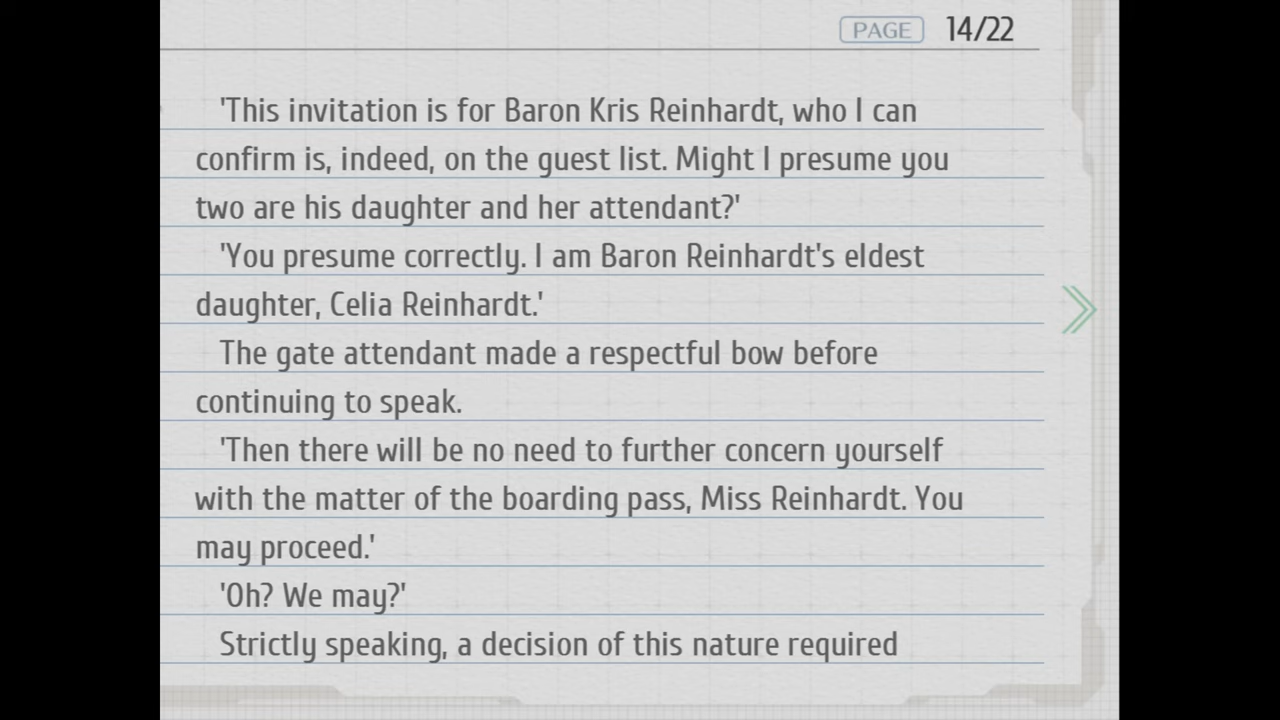 PAGE 14/22
'This invitation is for Baron Kris Reinhardt, who I can
confirm is, indeed, on the guest list. Might I presume you
two are his daughter and her attendant?'
'You presume correctly. I am Baron Reinhardt's eldest
daughter, Celia Reinhardt.'
The gate attendant made a respectful bow before
continuing to speak.
'Then there will be no need to further concern yourself
with the matter of the boarding pass, Miss Reinhardt. You
may proceed.'
'Oh? We may?'
Strictly speaking, a decision of this nature required